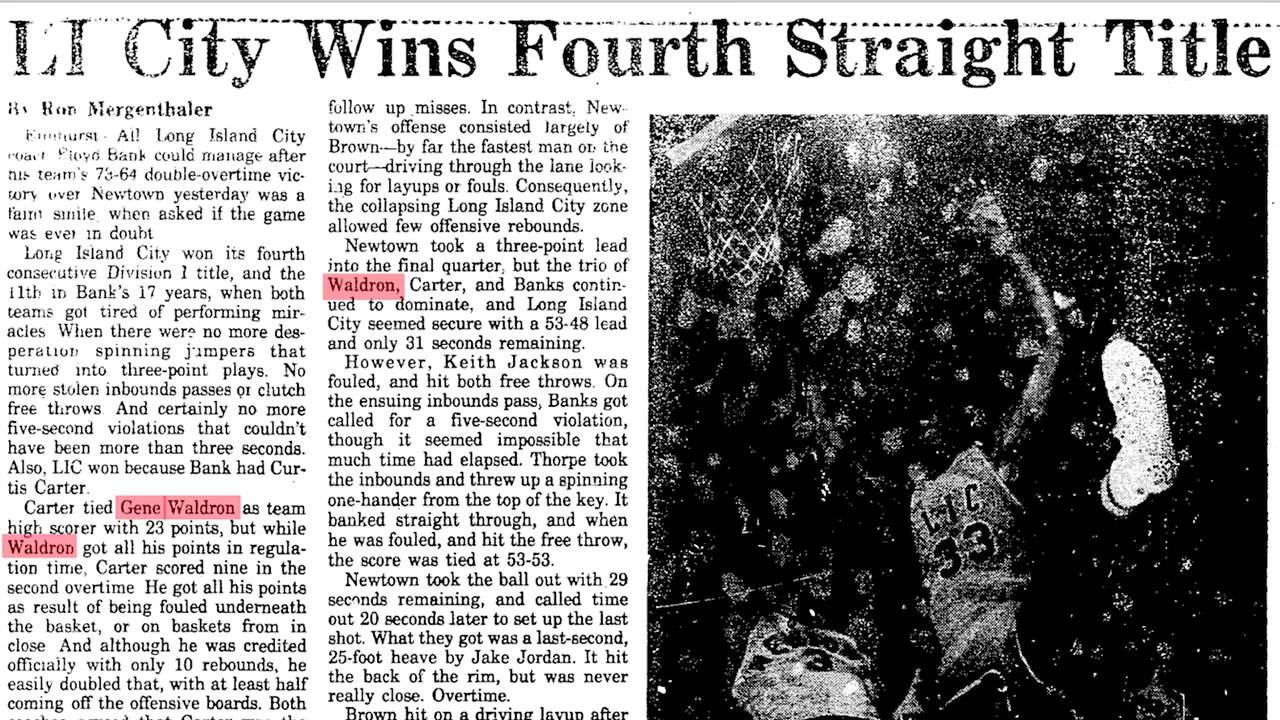 LI City Wins Fourth Straight Title
By Ron Mergenthaler
All Long Island City
coach Floyd Bank could manage after
his team's 73-64 double-overtime vic-
tory over Newtown yesterday was a
faint smile when asked if the game
was ever in doubt
Long Island City won its fourth
consecutive Division I title, and the
11th in Bank's 17 years, when both
teams got tired of performing mir-
acles When there were no more des-
peration spinning jumpers that
turned into three-point plays. No
more stolen inbounds passes or clutch
free throws And certainly no more
five-second violations that couldn't
have been more than three seconds.
Also, LIC won because Bank had Cur-
tis Carter.
Carter tied Gene Waldron as team
high scorer with 23 points, but while
Waldron got all his points in regula-
tion time, Carter scored nine in the
second overtime He got all his points
as result of being fouled underneath
the basket, or on baskets from in
close And although he was credited
officially with only 10 rebounds, he
easily doubled that, with at least half
coming off the offensive boards. Both
that Carter was the
follow up misses. In contrast, New-
town's offense consisted largely of
Brown—by far the fastest man on the
court—driving through the lane look-
ing for layups or fouls. Consequently,
the collapsing Long Island City zone
allowed few offensive rebounds.
Newtown took a three-point lead
into the final quarter, but the trio of
Waldron, Carter, and Banks contin-
ued to dominate, and Long Island
City seemed secure with a 53-48 lead
and only 31 seconds remaining.
However, Keith Jackson was
fouled, and hit both free throws. On
the ensuing inbounds pass, Banks got
called for a five-second violation,
though it seemed impossible that
much time had elapsed. Thorpe took
the inbounds and threw up a spinning
one-hander from the top of the key. It
banked straight through, and when
he was fouled, and hit the free throw,
the score was tied at 53-53.
Newtown took the ball out with 29
seconds remaining, and called time
out 20 seconds later to set up the last
shot. What they got was a last-second,
25-foot heave by Jake Jordan. It hit
the back of the rim, but was never
really close. Overtime.
Brown hit on a driving layup after
LIC
33